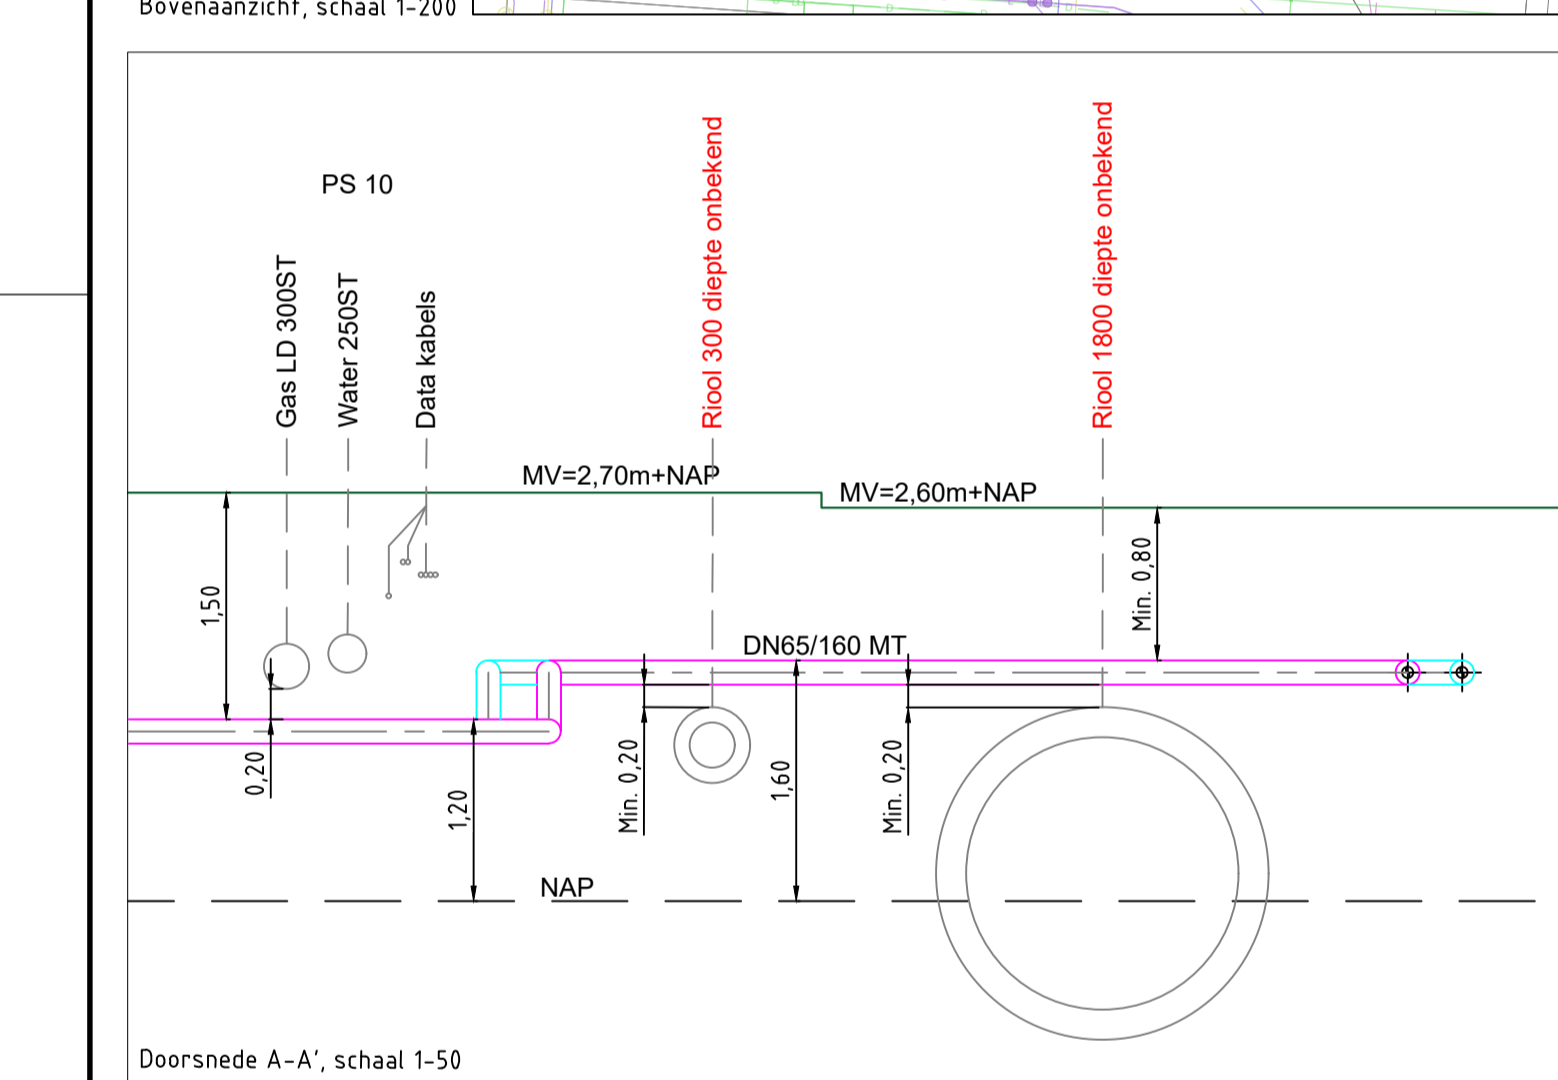 Bovenaanzicht, schaal 1-200
PS 10
Gas LD 300ST
Water 250ST
Data kabels
Riool 300 diepte onbekend
Riool 1800 diepte onbekend
MV=2,70m+NAP
MV=2,60m+NAP
1,50
Min. 0,80
DN65/160 MT
0,20
1,20
Min. 0,20
1,60
Min. 0,20
NAP
Doorsnede A-A', schaal 1-50